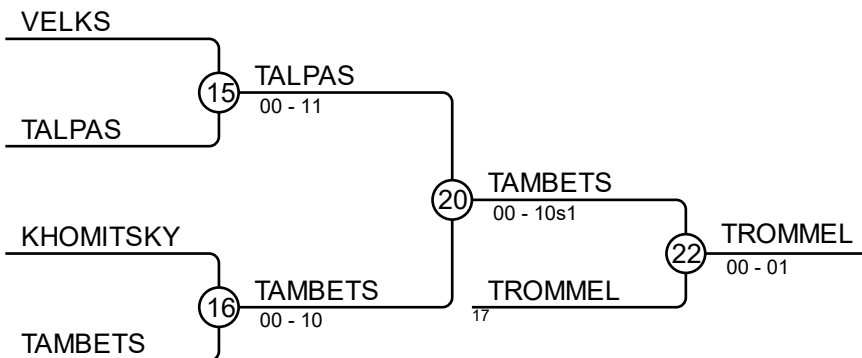 VELKS
15
TALPAS
00 - 11
TALPAS
20
TAMBETS
00 - 10s1
KHOMITSKY
22
TROMMEL
00 - 01
16
TAMBETS
00 - 10
TROMMEL
17
TAMBETS